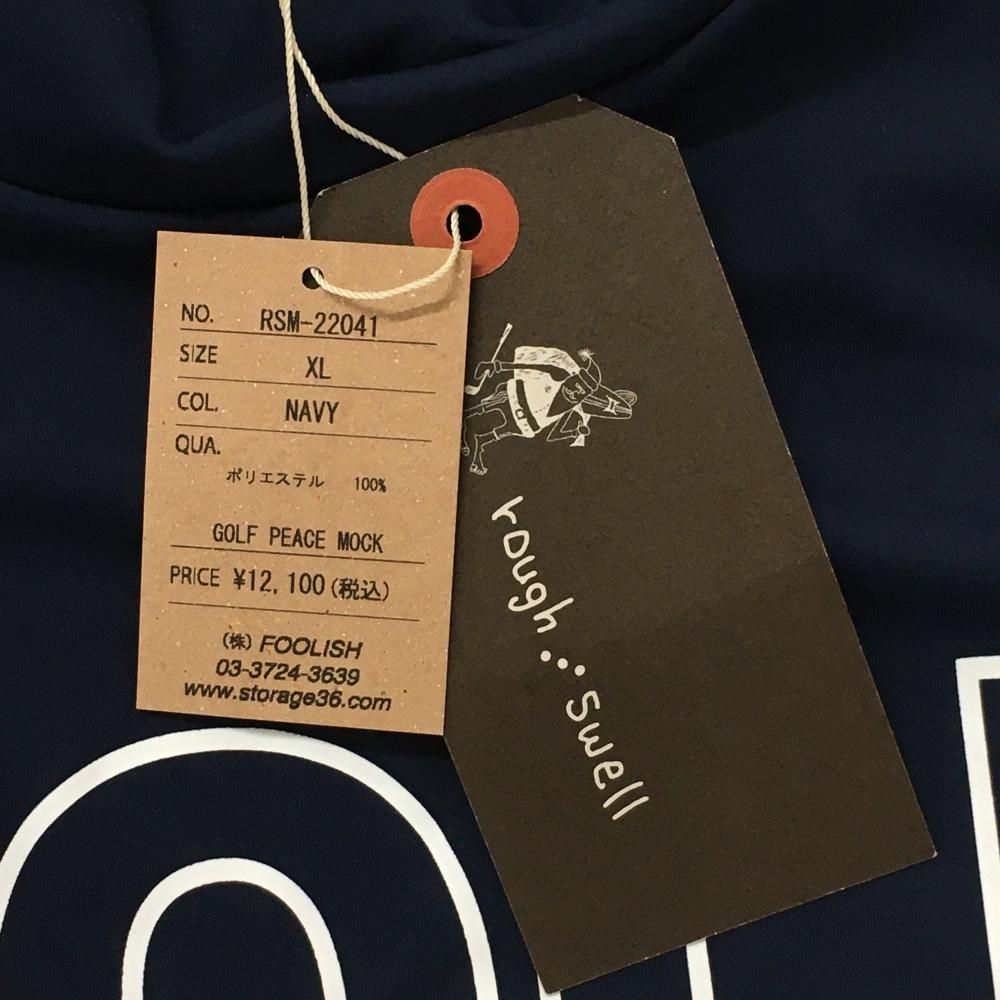 NO. RSM-22041
SIZE XL
COL. NAVY
QUA.
ポリエステル 100%
GOLF PEACE MOCK
PRICE ¥12,100(税込)
(株) FOOLISH
03-3724-3639
www.storage36.com
rough∴swell